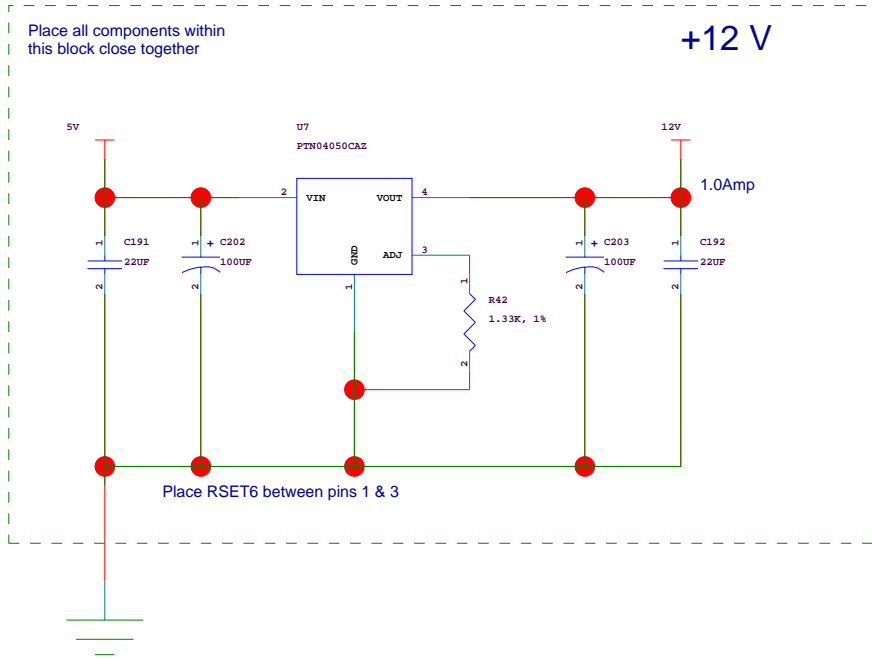 Place all components within
this block close together
+12 V
5V
U7
PTN04050CAZ
12V
2
VIN
VOUT
4
1.0Amp
1
C191
22UF
2
1
+
C202
100UF
2
GND
1
ADJ
3
1
R42
1.33K, 1%
2
1
+
C203
100UF
2
1
C192
22UF
2
Place RSET6 between pins 1 & 3